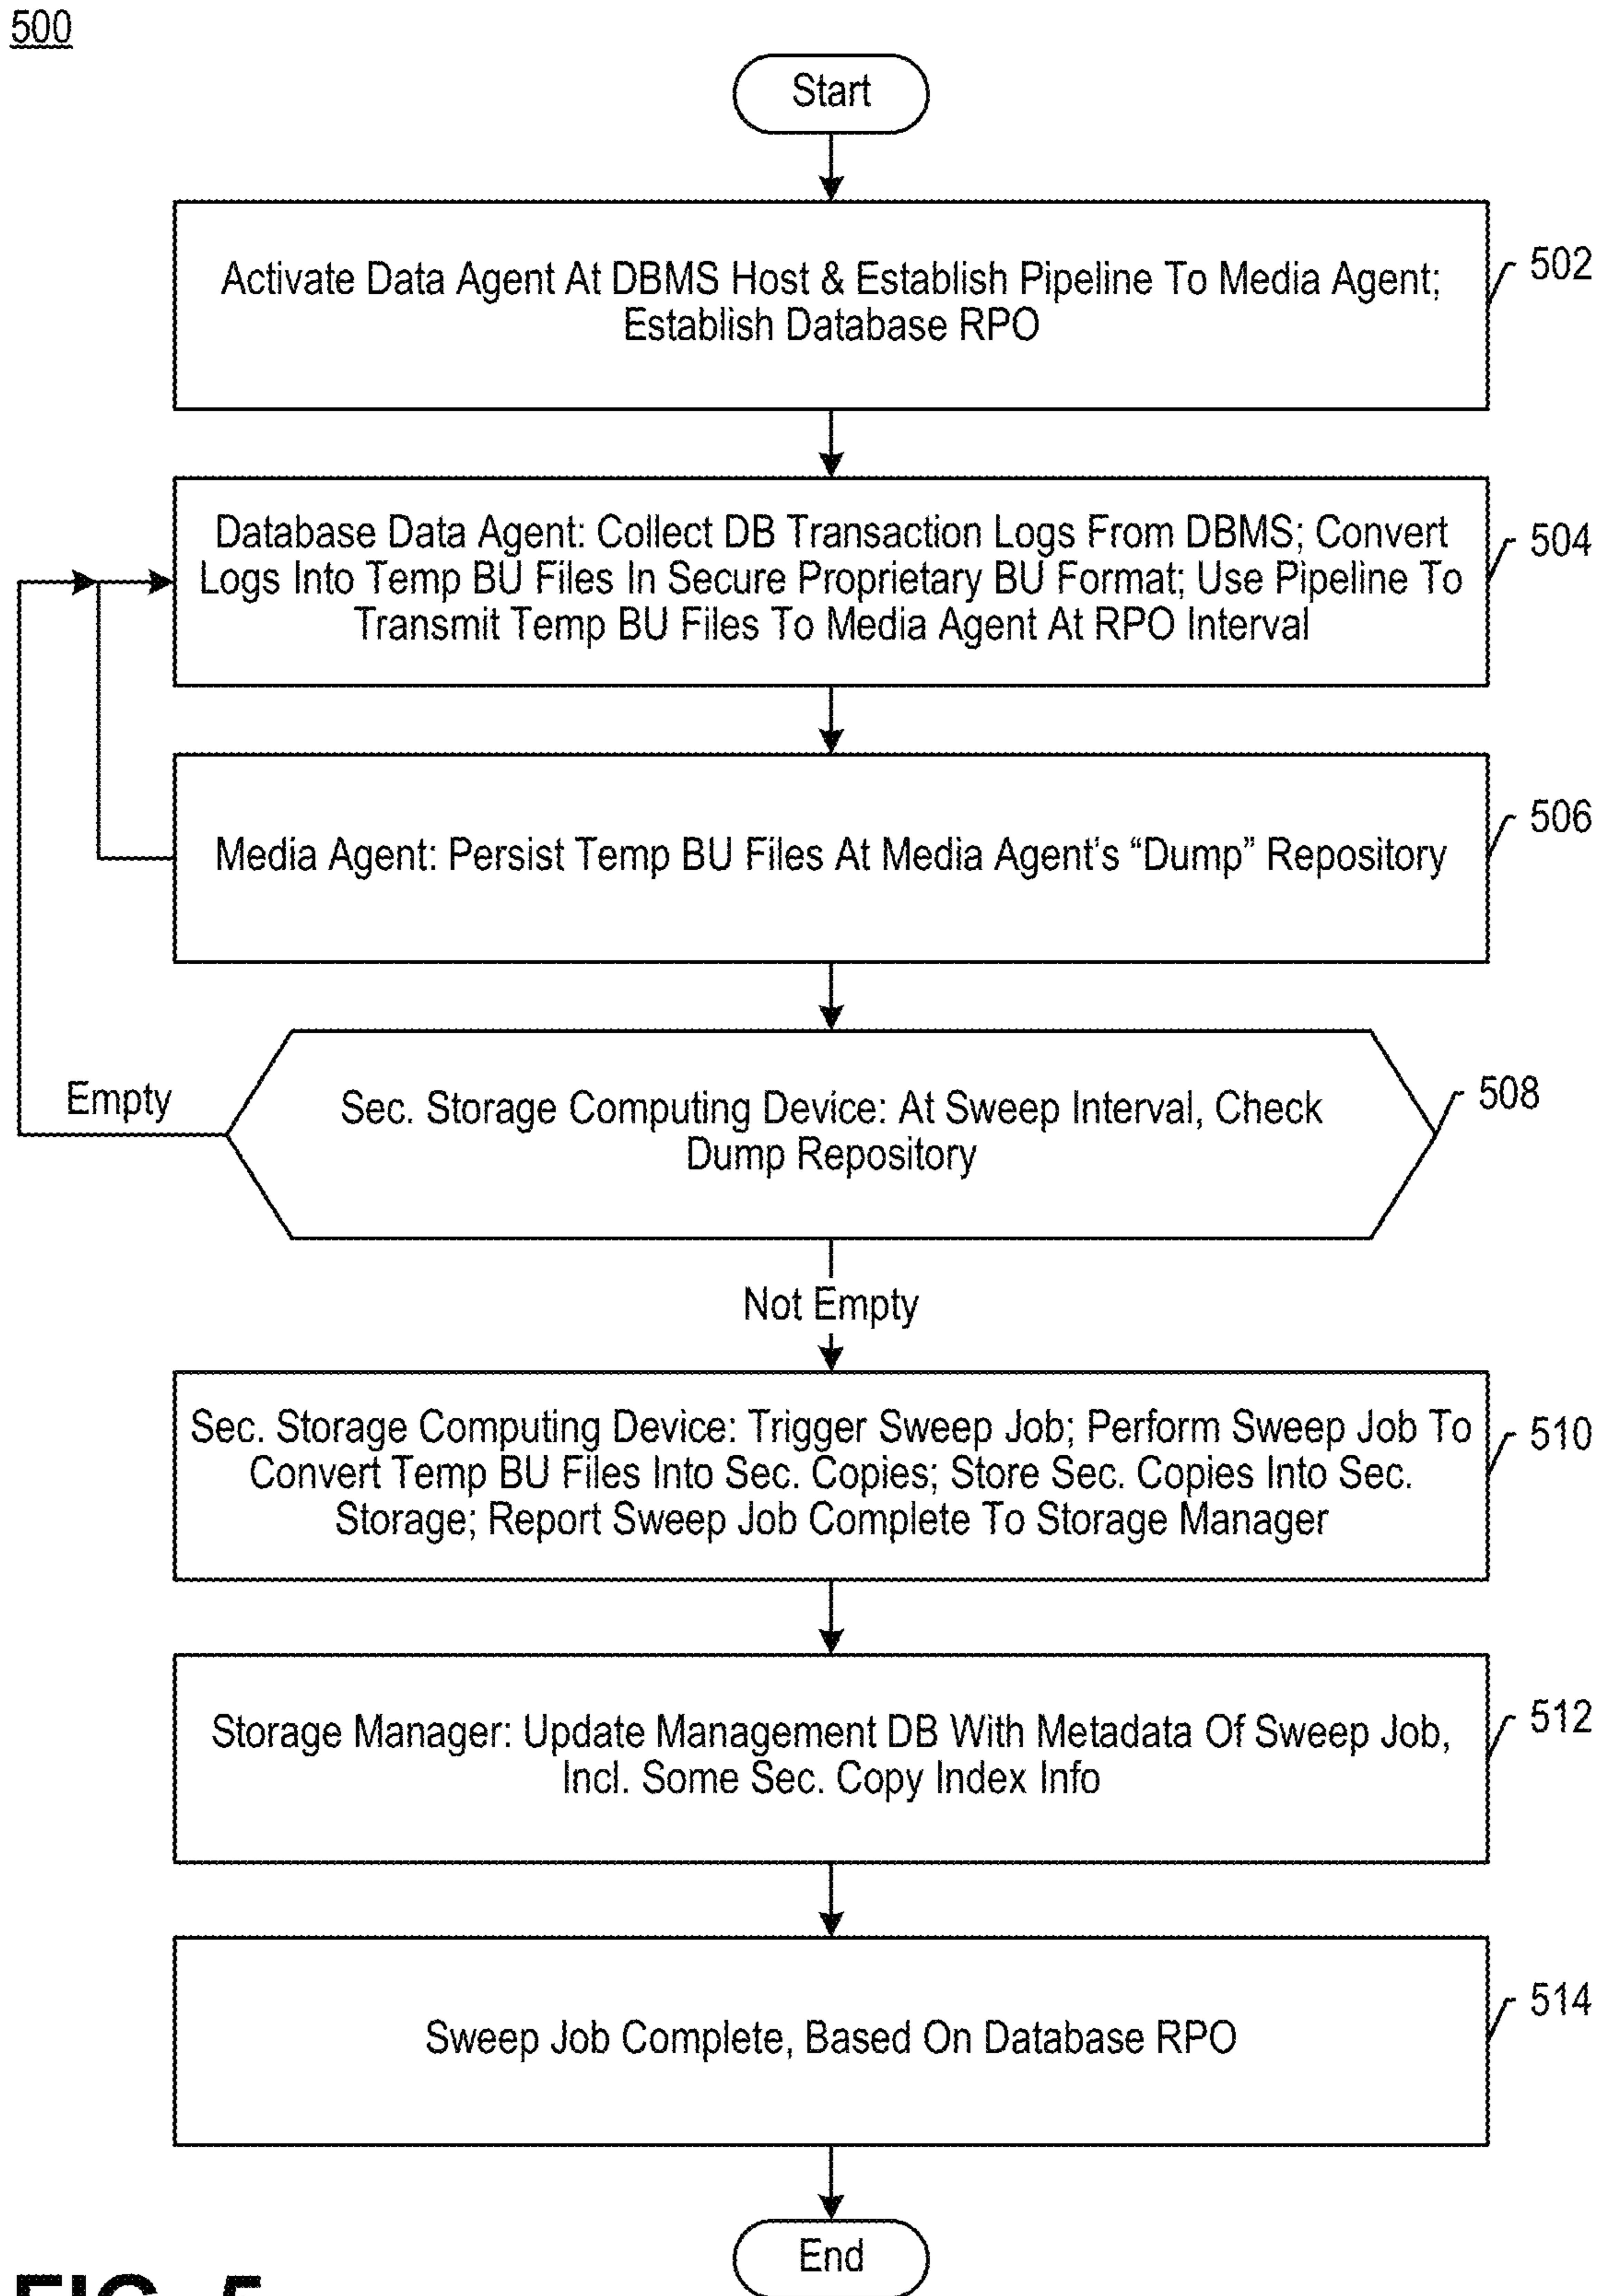 500
Start
Activate Data Agent At DBMS Host & Establish Pipeline To Media Agent;
Establish Database RPO
502
Database Data Agent: Collect DB Transaction Logs From DBMS; Convert
Logs Into Temp BU Files In Secure Proprietary BU Format; Use Pipeline To
Transmit Temp BU Files To Media Agent At RPO Interval
504
Media Agent: Persist Temp BU Files At Media Agent's “Dump” Repository
506
Empty
Sec. Storage Computing Device: At Sweep Interval, Check
Dump Repository
508
Not Empty
Sec. Storage Computing Device: Trigger Sweep Job; Perform Sweep Job To
Convert Temp BU Files Into Sec. Copies; Store Sec. Copies Into Sec.
Storage; Report Sweep Job Complete To Storage Manager
510
Storage Manager: Update Management DB With Metadata Of Sweep Job,
Incl. Some Sec. Copy Index Info
512
Sweep Job Complete, Based On Database RPO
514
End
FIG. 5